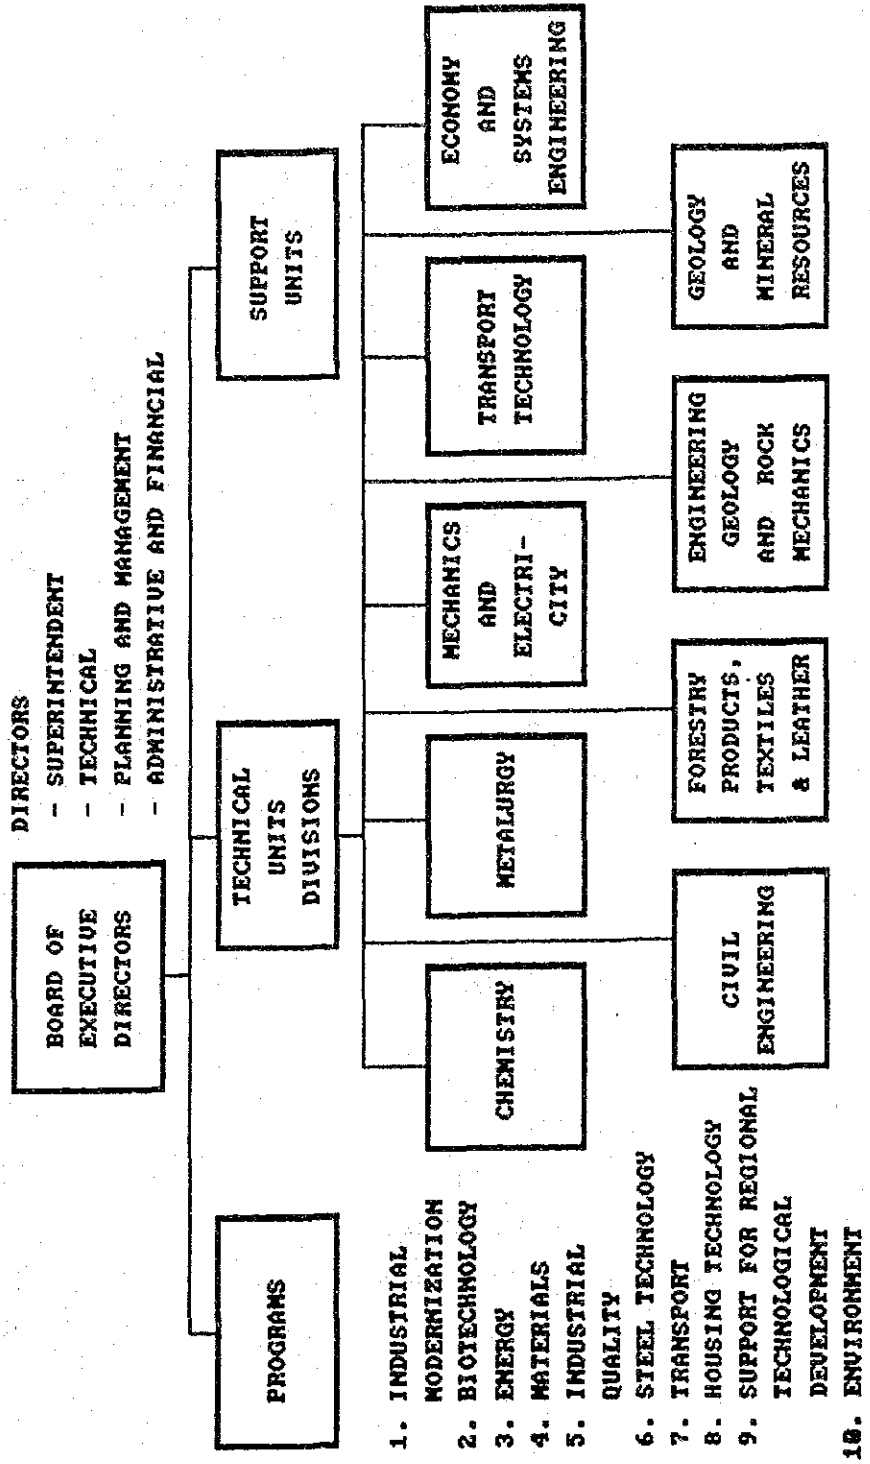 DIRECTORS
- SUPERINTENDENT
- TECHNICAL
- PLANNING AND MANAGEMENT
- ADMINISTRATIVE AND FINANCIAL
BOARD OF
EXECUTIVE
DIRECTORS
PROGRAMS
TECHNICAL
UNITS
DIVISIONS
SUPPORT
UNITS
1. INDUSTRIAL
MODERNIZATION
2. BIOTECHNOLOGY
3. ENERGY
4. MATERIALS
5. INDUSTRIAL
QUALITY
6. STEEL TECHNOLOGY
7. TRANSPORT
8. HOUSING TECHNOLOGY
9. SUPPORT FOR REGIONAL
TECHNOLOGICAL
DEVELOPMENT
10. ENVIRONMENT
CHEMISTRY
METALURGY
MECHANICS
AND
ELECTRI-
CITY
TRANSPORT
TECHNOLOGY
ECONOMY
AND
SYSTEMS
ENGINEERING
CIVIL
ENGINEERING
FORESTRY
PRODUCTS,
TEXTILES
& LEATHER
ENGINEERING
GEOLOGY
AND ROCK
MECHANICS
GEOLOGY
AND
MINERAL
RESOURCES